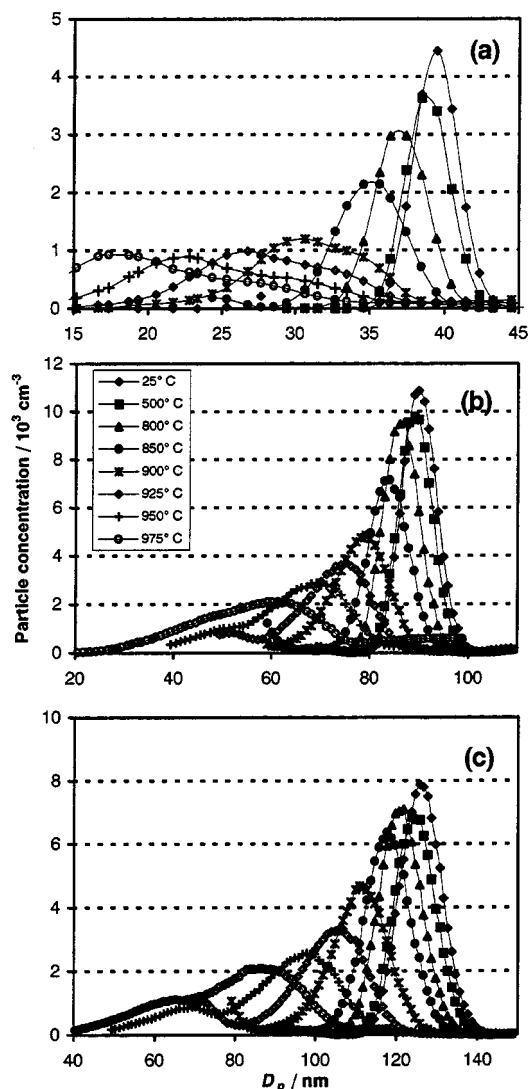 5
(a)
4
3
2
1
0
15 20 25 30 35 40 45
12
(b)
10
8
6
4
2
0
25° C
500° C
800° C
850° C
900° C
925° C
950° C
975° C
Particle concentration / 10³ cm⁻³
20 40 60 80 100
10
(c)
8
6
4
2
0
40 60 80 100 120 140
Dₚ / nm